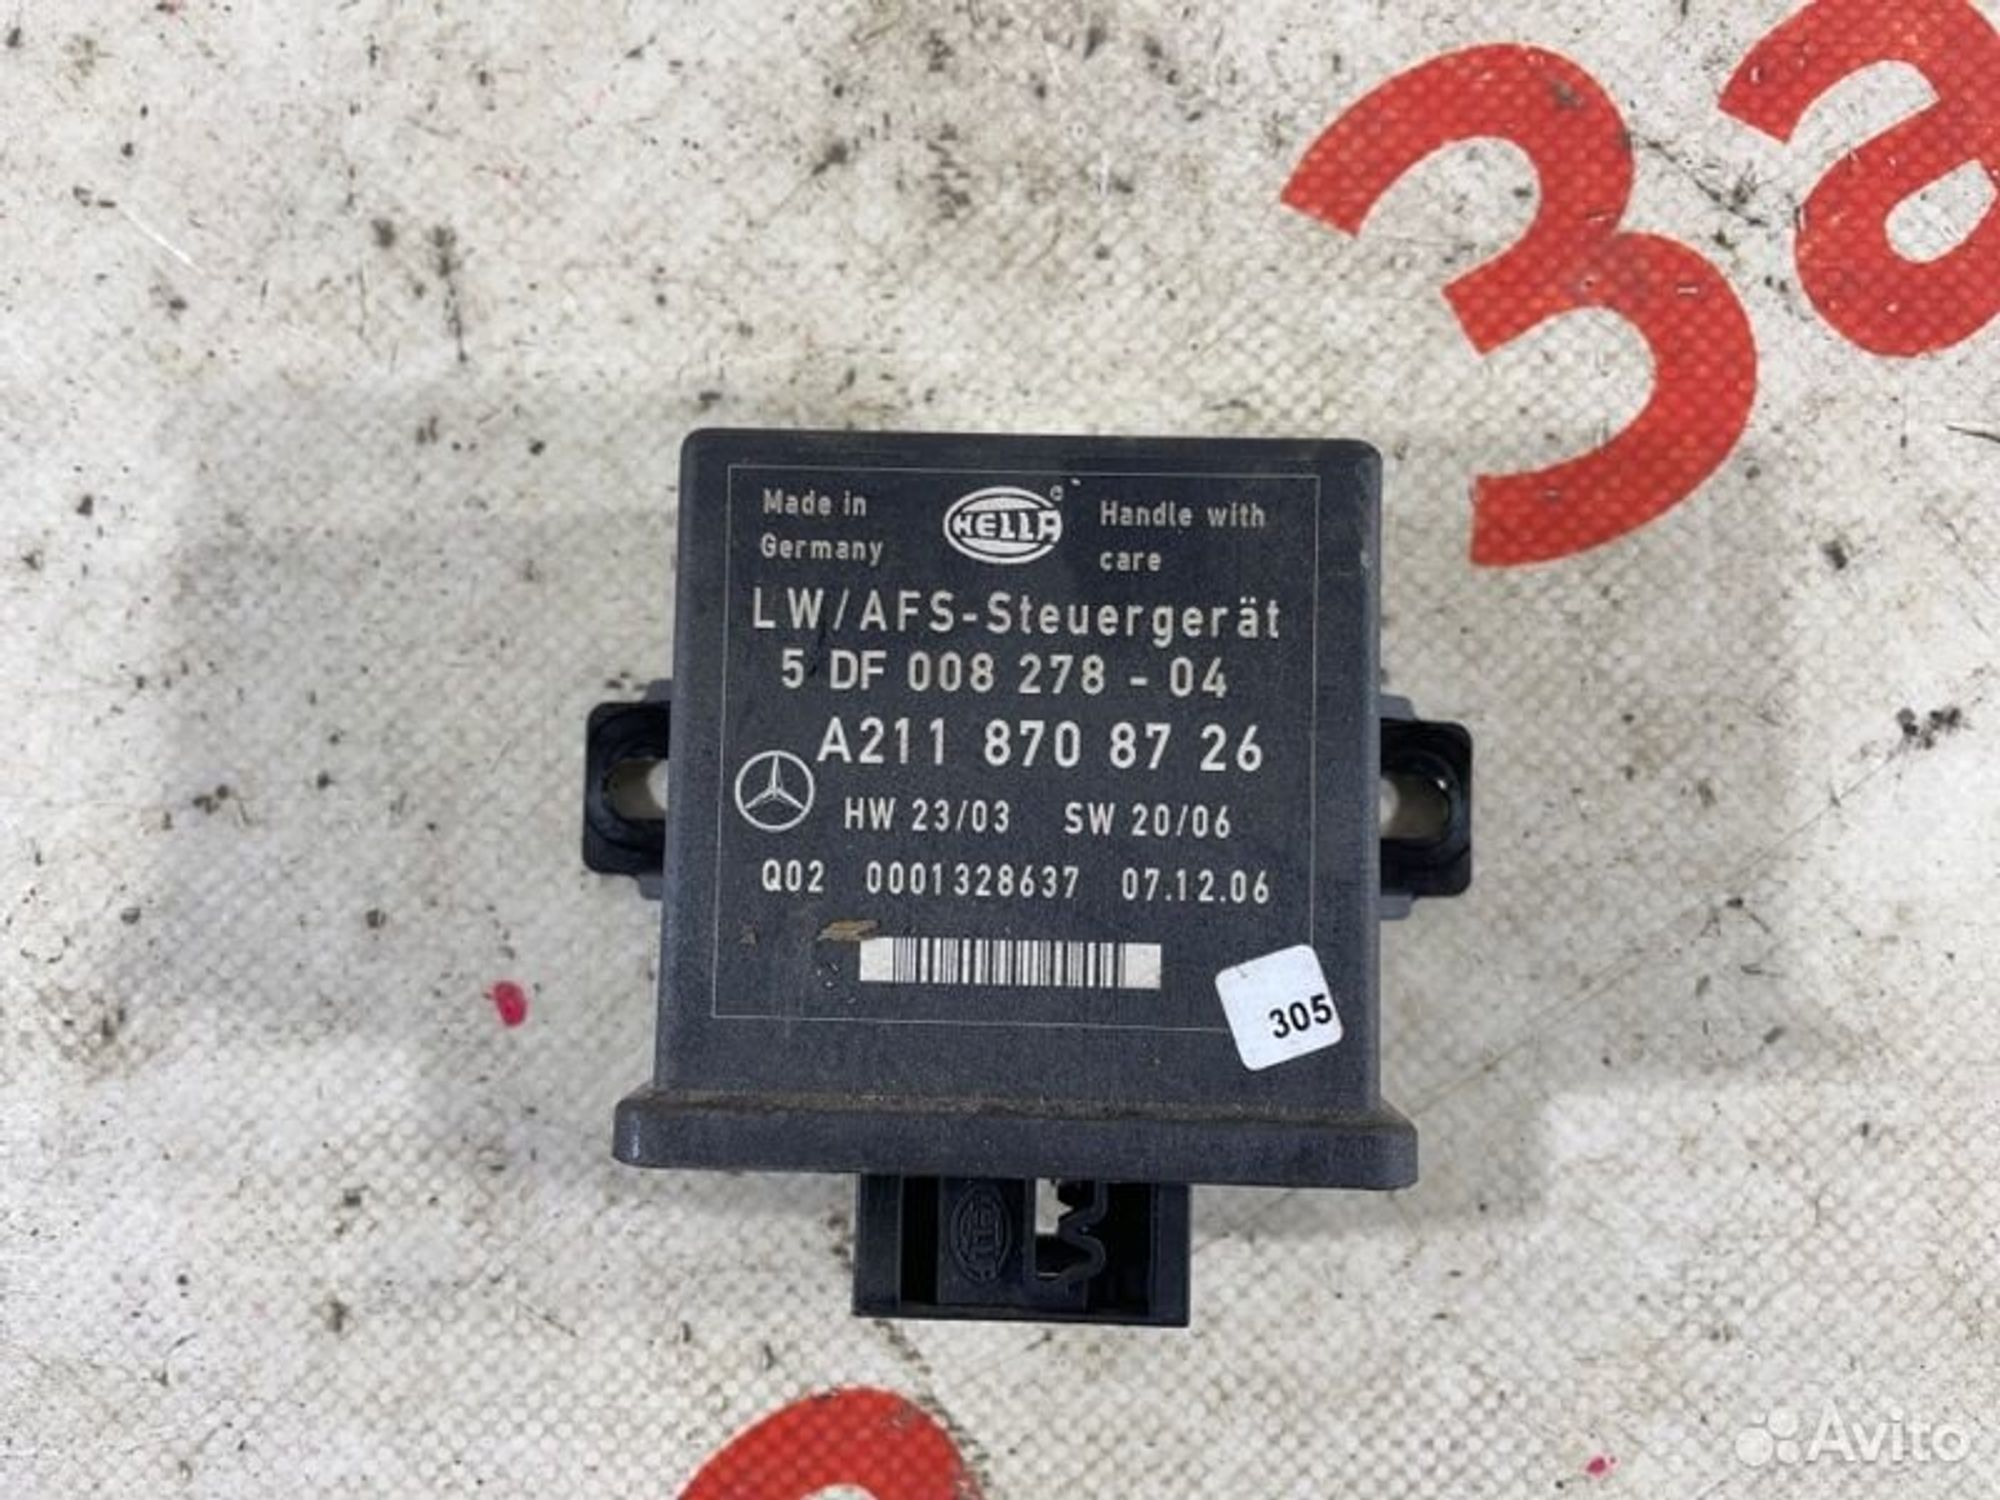 За
Made in
Germany
HELLA
Handle with
care
LW/AFS-Steuergerät
5 DF 008 278 - 04
A211 870 87 26
HW 23/03 SW 20/06
Q02 0001328637 07.12.06
305
HELLA
Avito